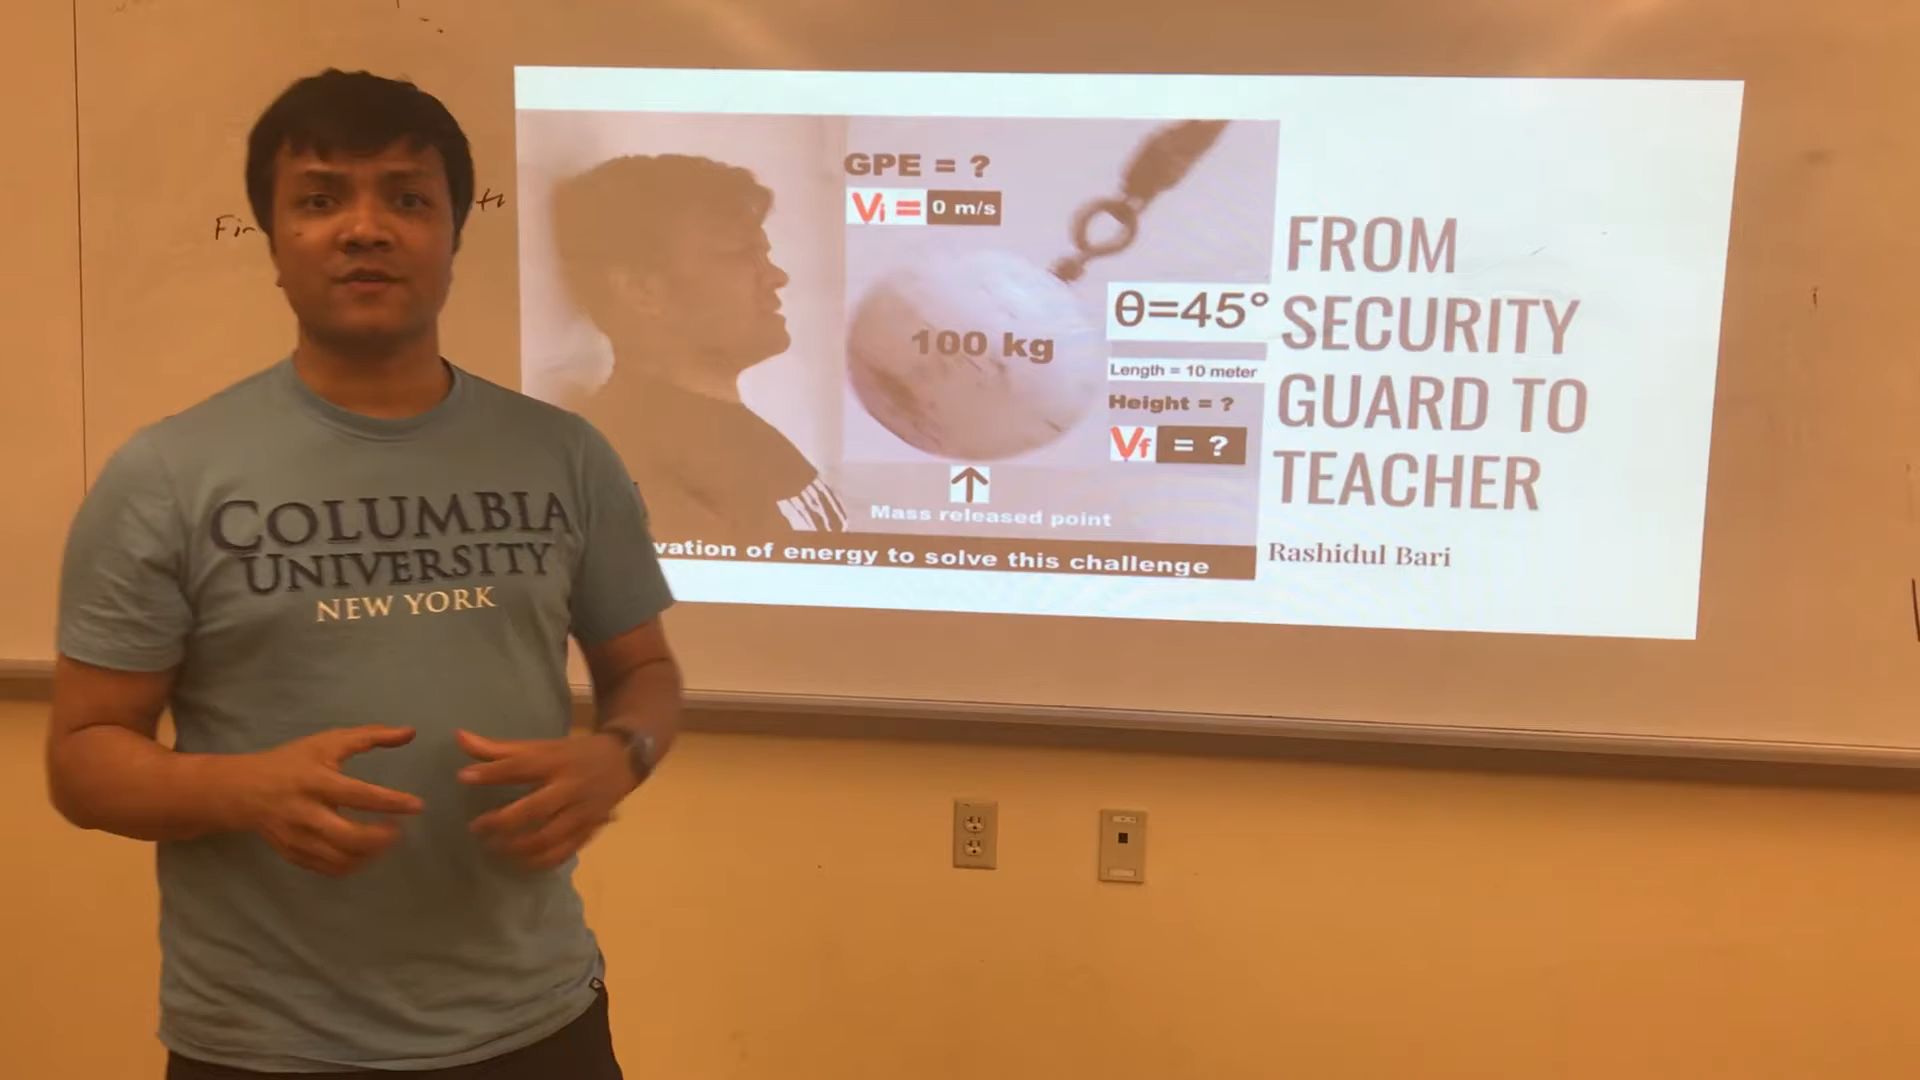 Fi
GPE = ?
Vi = 0 m/s
100 kg
θ=45°
Length = 10 meter
Height = ?
Vf = ?
Mass released point
vation of energy to solve this challenge
FROM
SECURITY
GUARD TO
TEACHER
Rashidul Bari
COLUMBIA
UNIVERSITY
NEW YORK